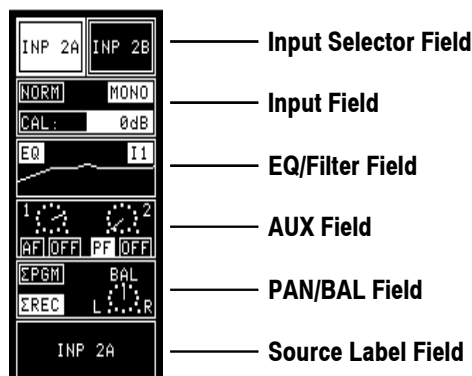 INP 2A INP 2B Input Selector Field
NORM MONO
Input Field
CAL: 0dB
EQ I1
EQ/Filter Field
1 2
AUX Field
AF OFF PF OFF
ΣPGM BAL
PAN/BAL Field
ΣREC L R
INP 2A Source Label Field